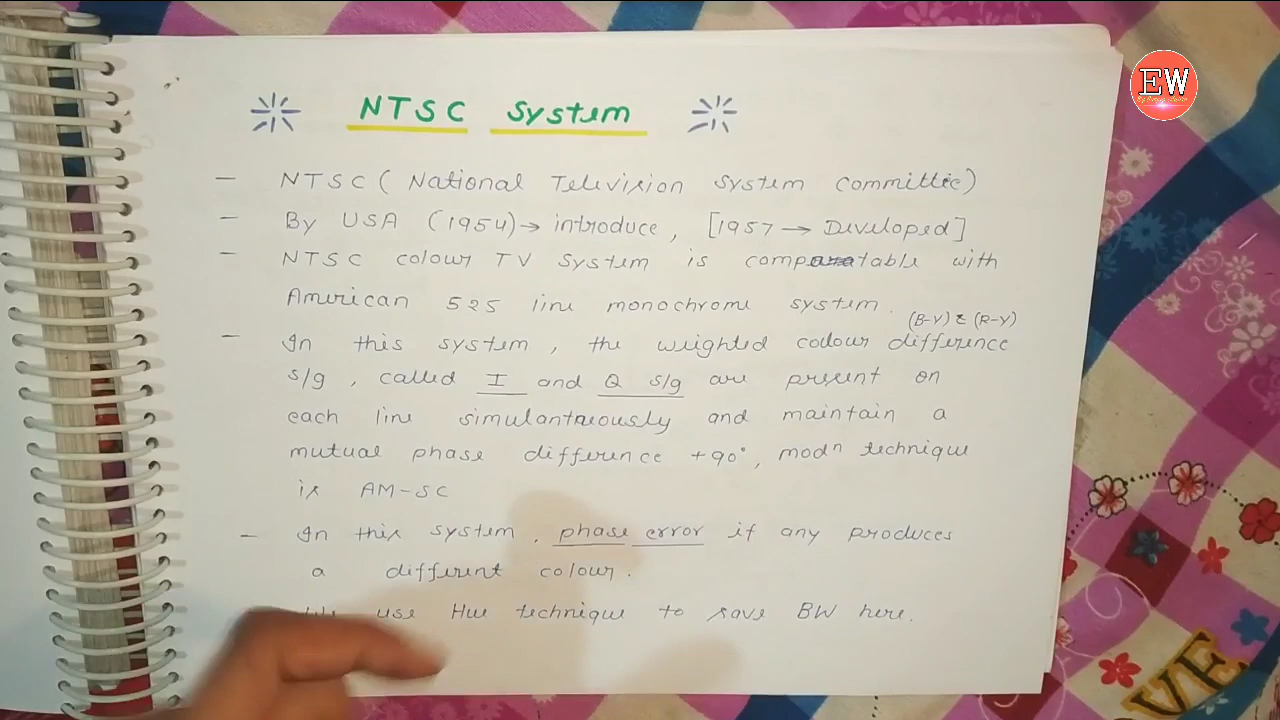 EW
NTSC System
– NTSC ( National Television System Committie)
– By USA (1954) → introduce, [1957 → Developed]
– NTSC colour TV System is compatable with
American 525 line monochrome system.
(B-Y) & (R-Y)
– In this system, the weighted colour difference
s/g, called I and Q s/g are present on
each line simulantaeously and maintain a
mutual phase difference +90°, modn technique
is AM-SC
– In this system, phase error if any produces
a different colour.
use Hue technique to save BW here.
VE